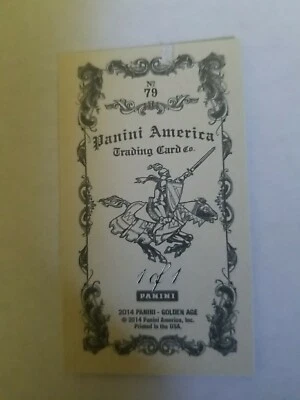 Nº
79
Panini America
Trading Card Co.
1 of 1
PANINI
2014 PANINI - GOLDEN AGE
© 2014 Panini America, Inc.
Printed in the USA.